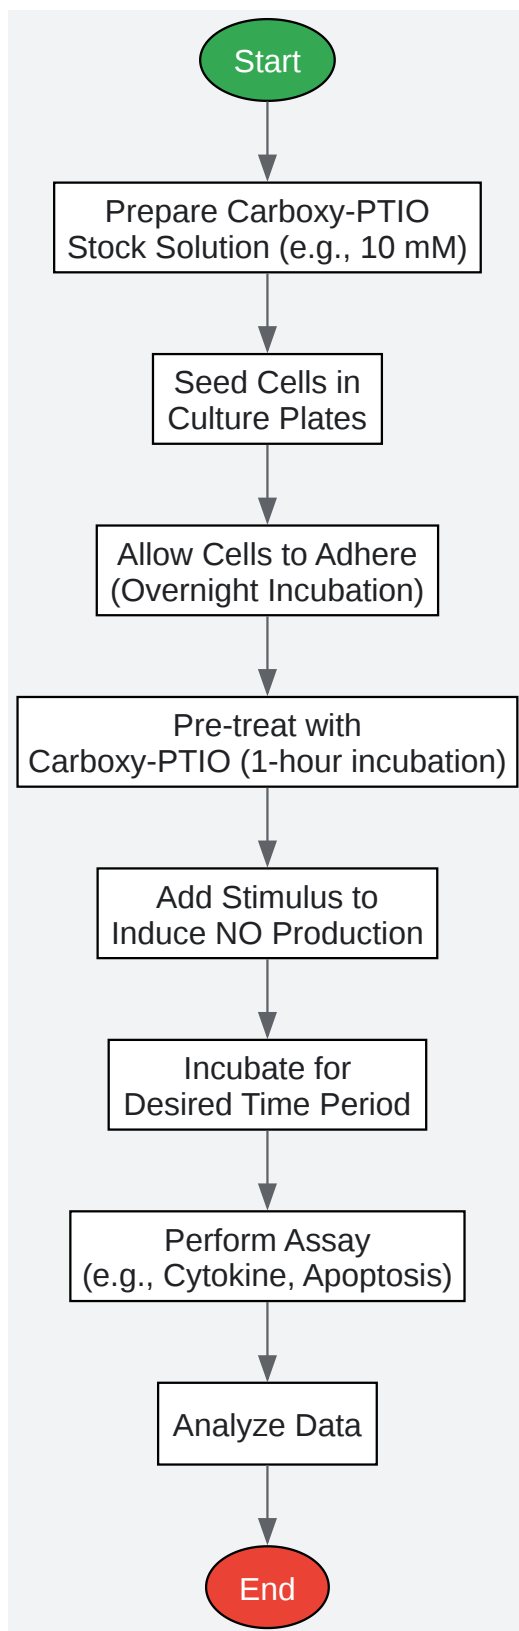 Start
Prepare Carboxy-PTIO
Stock Solution (e.g., 10 mM)
Seed Cells in
Culture Plates
Allow Cells to Adhere
(Overnight Incubation)
Pre-treat with
Carboxy-PTIO (1-hour incubation)
Add Stimulus to
Induce NO Production
Incubate for
Desired Time Period
Perform Assay
(e.g., Cytokine, Apoptosis)
Analyze Data
End